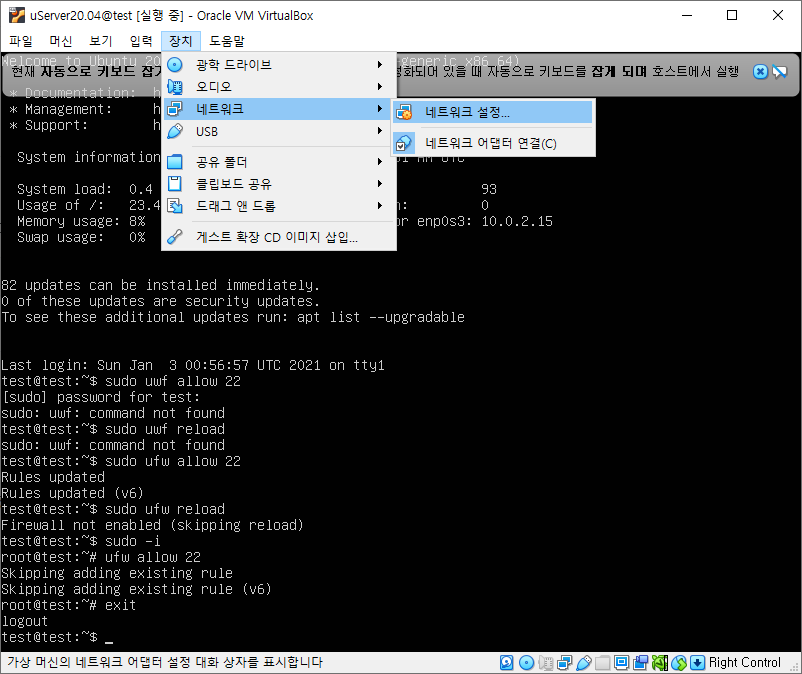 uServer20.04@test [실행 중] - Oracle VM VirtualBox
파일 머신 보기 입력 장치 도움말
Welcome to Ubuntu 20 generic x86_64)
현재 자동으로 키보드 잡기 성화되어 있을 때 자동으로 키보드를 잡게 되며 호스트에서 실행
광학 드라이브
오디오
네트워크
USB
공유 폴더
클립보드 공유
드래그 앤 드롭
게스트 확장 CD 이미지 삽입...
네트워크 설정...
네트워크 어댑터 연결(C)
* Documentation: h
* Management: h
* Support: h
System information AM UTC
System load: 0.4 93
Usage of /: 23.4 n: 0
Memory usage: 8% or enp0s3: 10.0.2.15
Swap usage: 0%
82 updates can be installed immediately.
0 of these updates are security updates.
To see these additional updates run: apt list --upgradable
Last login: Sun Jan  3 00:56:57 UTC 2021 on tty1
test@test:~$ sudo uwf allow 22
[sudo] password for test:
sudo: uwf: command not found
test@test:~$ sudo uwf reload
sudo: uwf: command not found
test@test:~$ sudo ufw allow 22
Rules updated
Rules updated (v6)
test@test:~$ sudo ufw reload
Firewall not enabled (skipping reload)
test@test:~$ sudo -i
root@test:~# ufw allow 22
Skipping adding existing rule
Skipping adding existing rule (v6)
root@test:~# exit
logout
test@test:~$ _
가상 머신의 네트워크 어댑터 설정 대화 상자를 표시합니다
Right Control